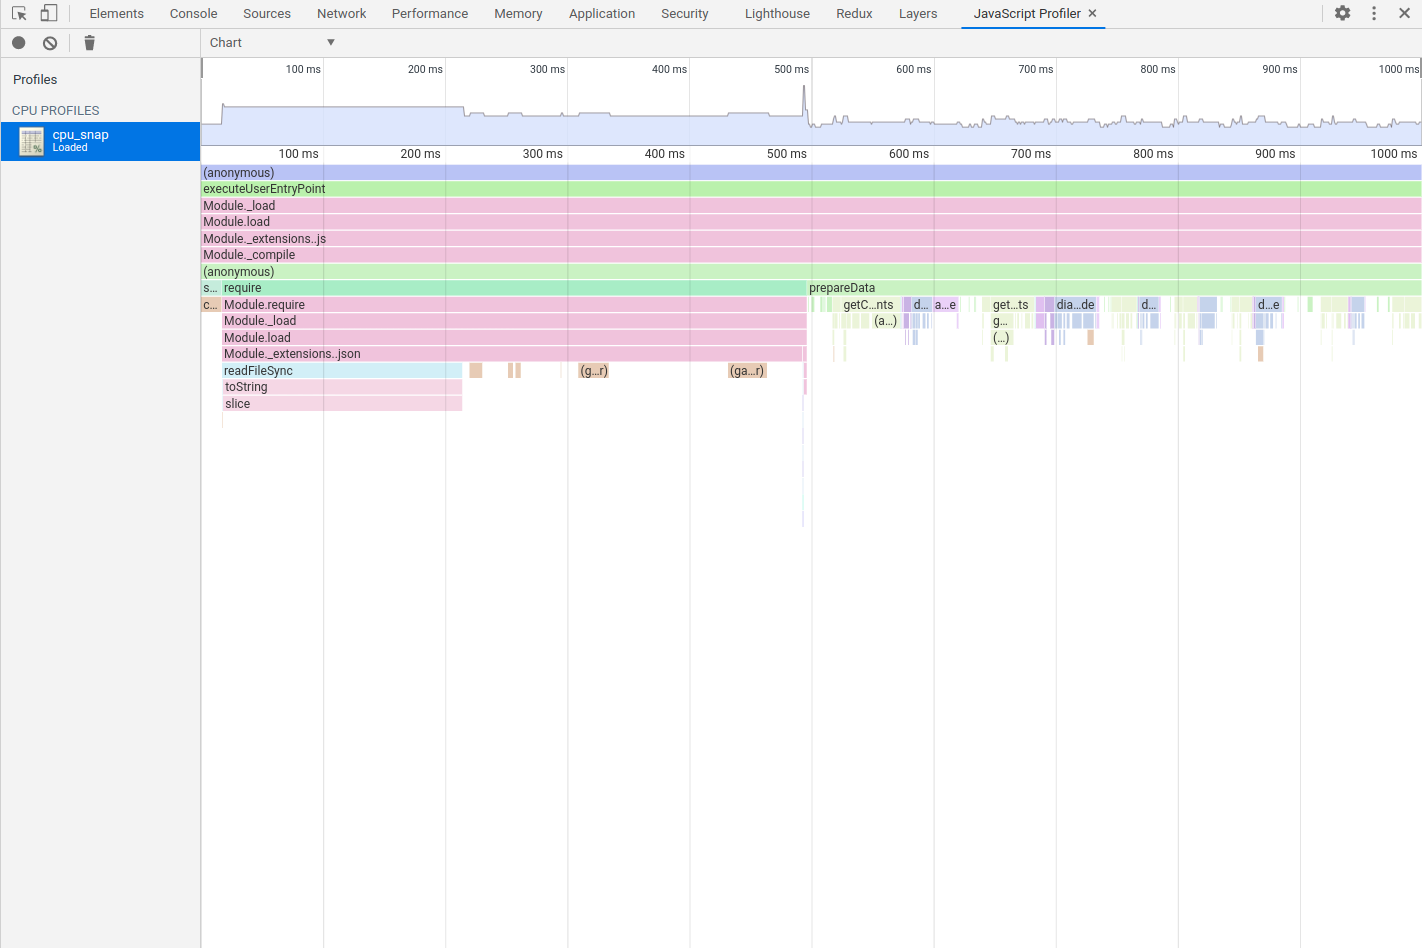 Elements Console Sources Network Performance Memory Application Security Lighthouse Redux Layers JavaScript Profiler ✕
Chart ▼
Profiles
CPU PROFILES
cpu_snap
Loaded
100 ms 200 ms 300 ms 400 ms 500 ms 600 ms 700 ms 800 ms 900 ms 1000 ms
100 ms 200 ms 300 ms 400 ms 500 ms 600 ms 700 ms 800 ms 900 ms 1000 ms
(anonymous)
executeUserEntryPoint
Module._load
Module.load
Module._extensions..js
Module._compile
(anonymous)
s... require prepareData
c... Module.require getC...nts d... a...e get...ts dia...de d... d...e
Module._load (a...) g...
Module.load (...)
Module._extensions..json
readFileSync (g...r) (ga...r)
toString
slice